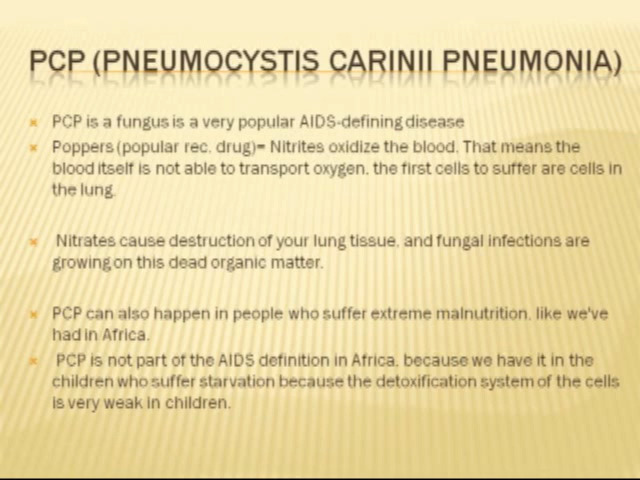 PCP (PNEUMOCYSTIS CARINII PNEUMONIA)
PCP is a fungus is a very popular AIDS-defining disease
Poppers (popular rec. drug)= Nitrites oxidize the blood. That means the
blood itself is not able to transport oxygen, the first cells to suffer are cells in
the lung.
Nitrates cause destruction of your lung tissue, and fungal infections are
growing on this dead organic matter.
PCP can also happen in people who suffer extreme malnutrition, like we've
had in Africa.
PCP is not part of the AIDS definition in Africa, because we have it in the
children who suffer starvation because the detoxification system of the cells
is very weak in children.